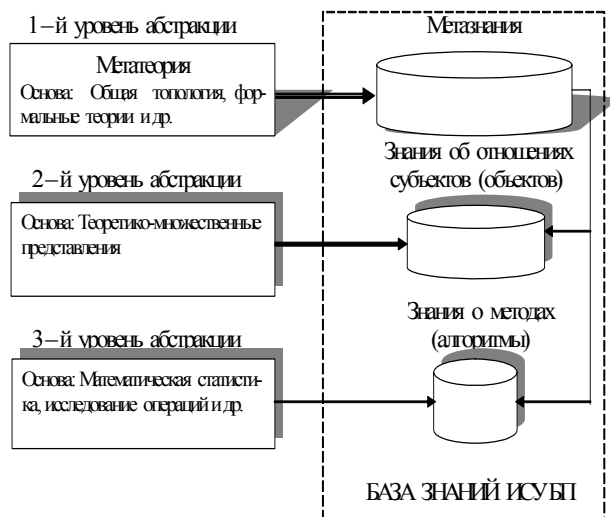 1–й уровень абстракции
Метазнания
Метатеория
Основа: Общая топология, фор-
мальные теории и др.
Знания об отношениях
субъектов (объектов)
2–й уровень абстракции
Основа: Теоретико-множественные
представления
Знания о методах
(алгоритмы)
3–й уровень абстракции
Основа: Математическая статисти-
ка, исследование операций и др.
БАЗА ЗНАНИЙ ИСУБП